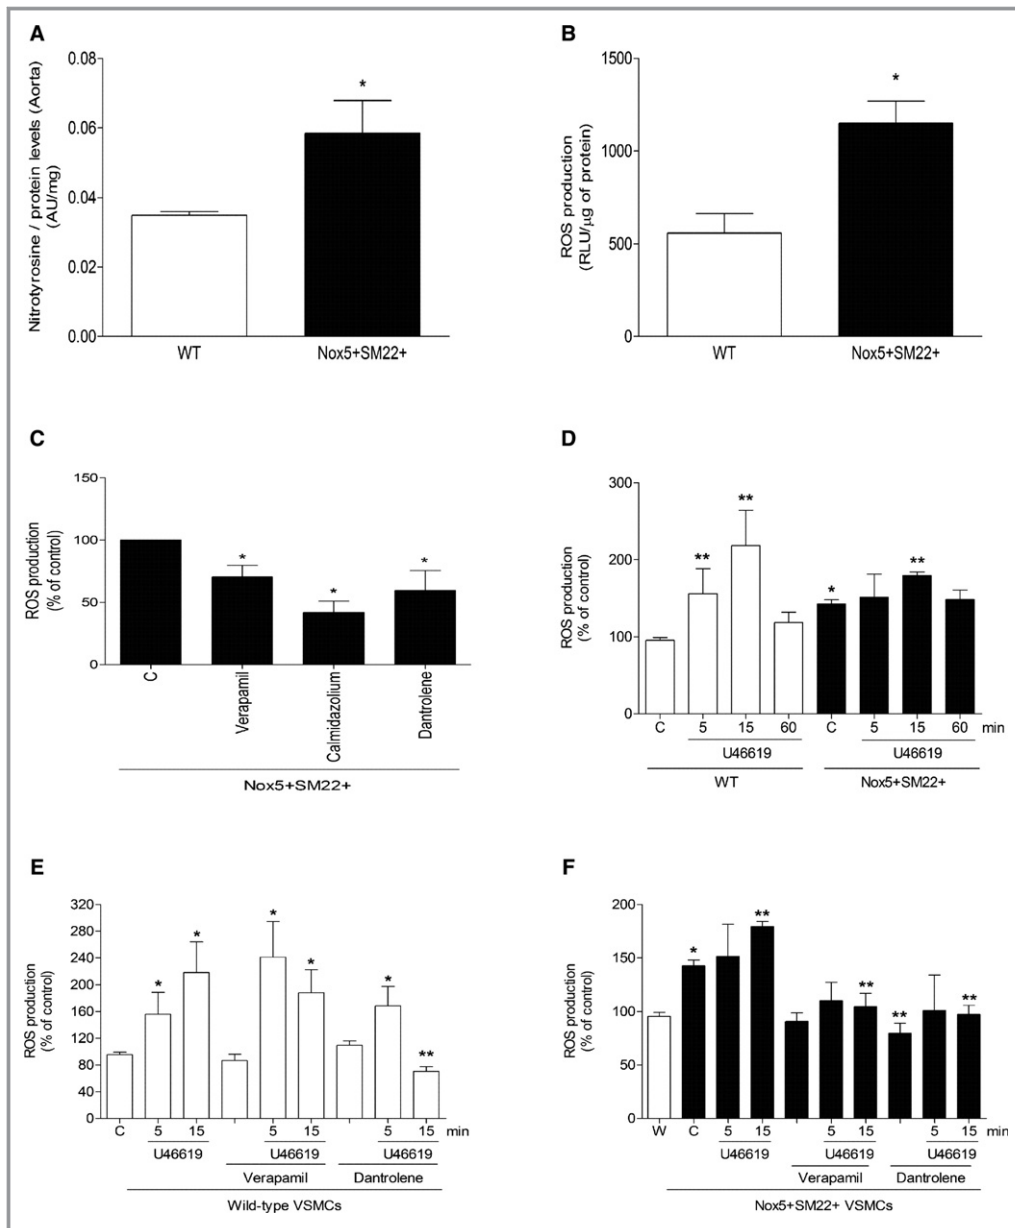 A
Nitrotyrosine / protein levels (Aorta)
(AU/mg)
0.08
0.06
0.04
0.02
0.00
*
WT
Nox5+SM22+
B
ROS production
(RLU/µg of protein)
1500
1000
500
0
*
WT
Nox5+SM22+
C
ROS production
(% of control)
150
100
50
0
* * *
C
Verapamil
Calmidazolium
Dantrolene
Nox5+SM22+
D
ROS production
(% of control)
300
200
100
0
** ** * **
C 5 15 60 C 5 15 60 min
U46619 U46619
WT Nox5+SM22+
E
ROS production
(% of control)
320
280
240
200
160
120
80
40
0
* * * * * **
C 5 15 - 5 15 - 5 15 min
U46619 U46619 U46619
Verapamil Dantrolene
Wild-type VSMCs
F
ROS production
(% of control)
200
150
100
50
0
* ** ** ** **
W C 5 15 - 5 15 - 5 15 min
U46619 U46619 U46619
Verapamil Dantrolene
Nox5+SM22+ VSMCs